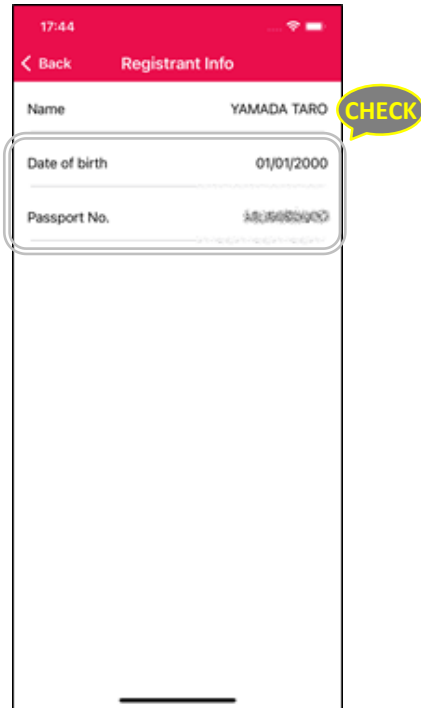 17:44
Back Registrant Info
Name YAMADA TARO
CHECK
Date of birth 01/01/2000
Passport No.